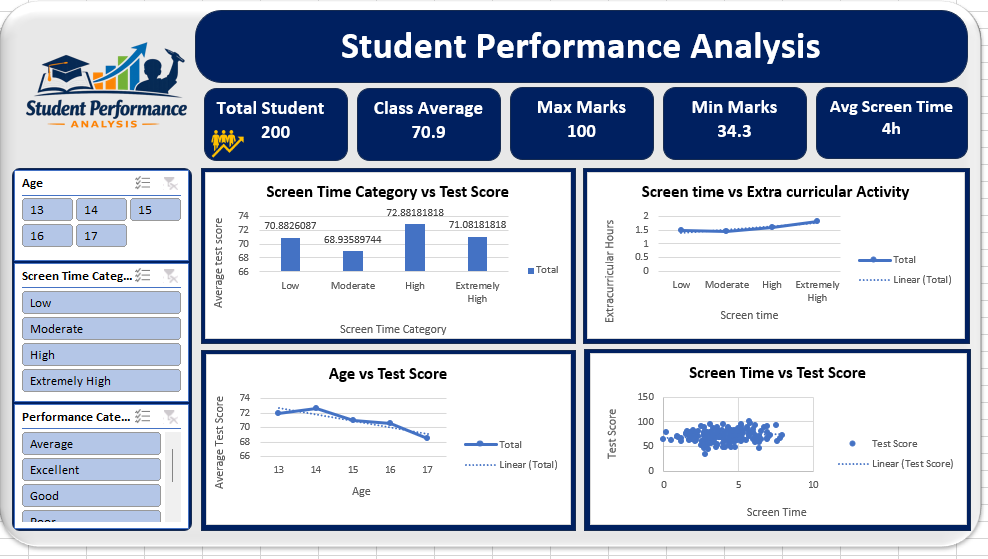 Student Performance
ANALYSIS
Student Performance Analysis
Total Student
200
Class Average
70.9
Max Marks
100
Min Marks
34.3
Avg Screen Time
4h
Age
13 14 15
16 17
Screen Time Categ...
Low
Moderate
High
Extremely High
Performance Cate...
Average
Excellent
Good
Poor
Screen Time Category vs Test Score
Average test score
74
72
70
68
66
70.8826087
68.93589744
72.88181818
71.08181818
Low Moderate High Extremely
High
Screen Time Category
Total
Screen time vs Extra curricular Activity
Extracurricular Hours
2
1.5
1
0.5
0
Low Moderate High Extremely
High
Screen time
Total
Linear (Total)
Age vs Test Score
Average Test Score
74
72
70
68
66
13 14 15 16 17
Age
Total
Linear (Total)
Screen Time vs Test Score
Test Score
150
100
50
0
0 5 10
Screen Time
Test Score
Linear (Test Score)